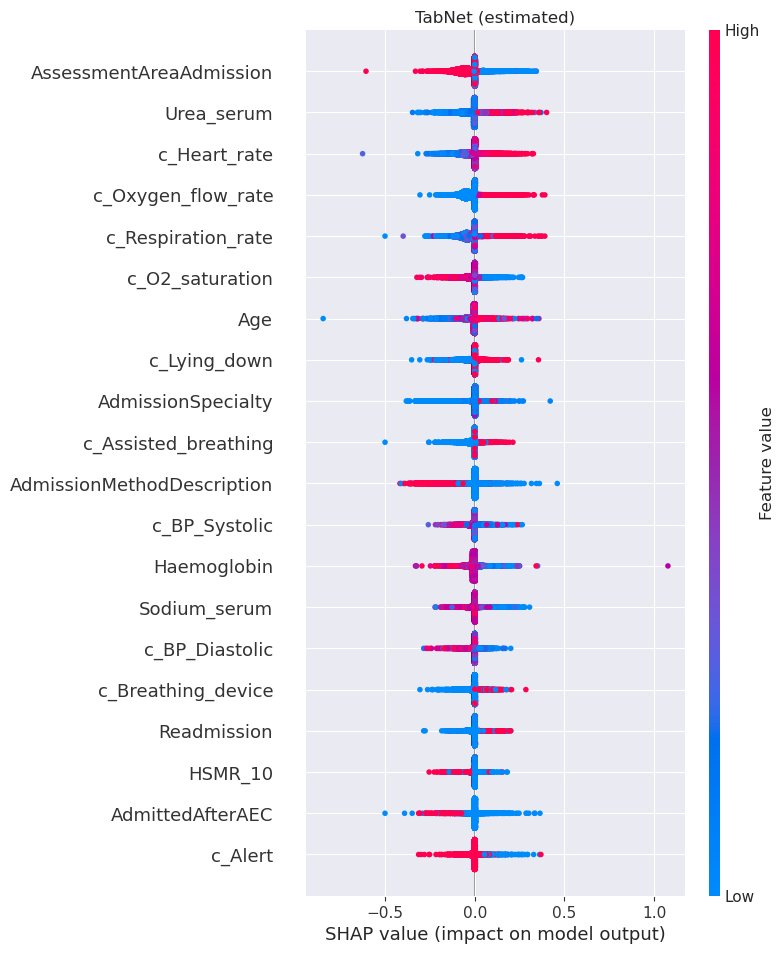 TabNet (estimated)
High
AssessmentAreaAdmission
Urea_serum
c_Heart_rate
c_Oxygen_flow_rate
c_Respiration_rate
c_O2_saturation
Age
c_Lying_down
AdmissionSpecialty
c_Assisted_breathing
AdmissionMethodDescription
c_BP_Systolic
Haemoglobin
Sodium_serum
c_BP_Diastolic
c_Breathing_device
Readmission
HSMR_10
AdmittedAfterAEC
c_Alert
Feature value
Low
−0.5 0.0 0.5 1.0
SHAP value (impact on model output)